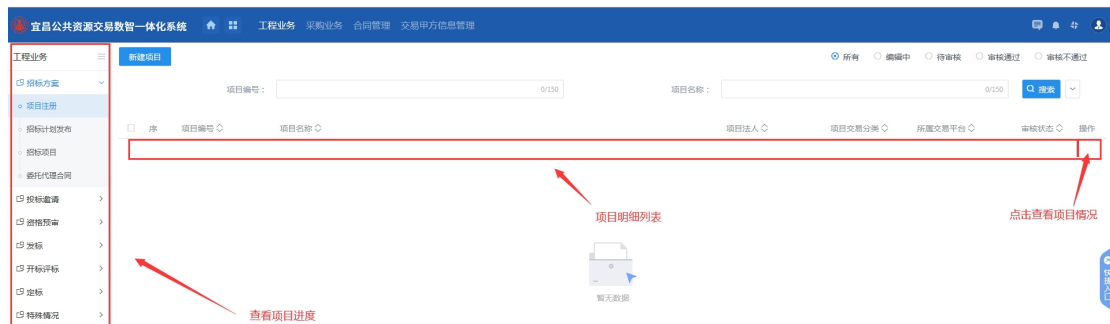 宜昌公共资源交易数智一体化系统 工程业务 采购业务 合同管理 交易甲方信息管理
工程业务 新建项目 所有 编辑中 待审核 审核通过 审核不通过
招标方案 项目编号： 0/150 项目名称： 0/150 搜索
项目注册
招标计划发布 序 项目编号 项目名称 项目法人 项目交易分类 所属交易平台 审核状态 操作
招标项目
委托代理合同
投标邀请
项目明细列表 点击查看项目情况
资格预审
发标
开标评标
快捷入口
定标 暂无数据
特殊情况 查看项目进度